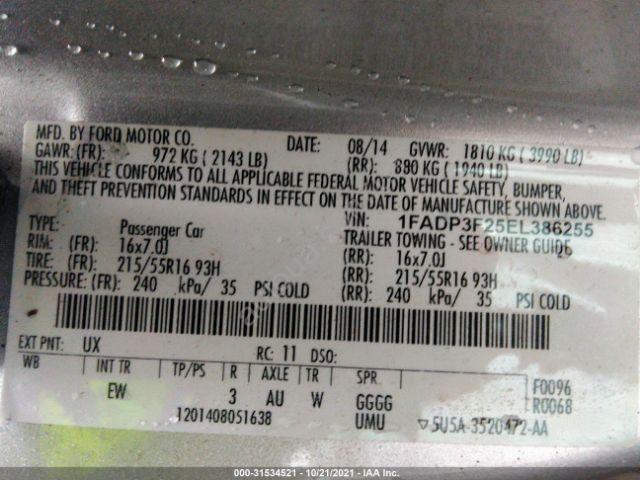 MFD. BY FORD MOTOR CO. DATE: 08/14 GVWR: 1810 KG ( 3990 LB)
GAWR: (FR): 972 KG ( 2143 LB) (RR): 880 KG ( 1940 LB)
THIS VEHICLE CONFORMS TO ALL APPLICABLE FEDERAL MOTOR VEHICLE SAFETY, BUMPER,
AND THEFT PREVENTION STANDARDS IN EFFECT ON THE DATE OF MANUFACTURE SHOWN ABOVE.
VIN: 1FADP3F25EL386255
TYPE: Passenger Car TRAILER TOWING - SEE OWNER GUIDE
RIM: (FR): 16x7.0J (RR): 16x7.0J
TIRE: (FR): 215/55R16 93H (RR): 215/55R16 93H
PRESSURE: (FR): 240 kPa/ 35 PSI COLD (RR): 240 kPa/ 35 PSI COLD
EXT PNT: UX RC: 11 DSO:
WB INT TR TP/PS R AXLE TR SPR F0096
EW 3 AU W GGGG R0068
1201408051638 UMU ▽5U5A-3520472-AA
000-31534521 - 10/21/2021 - IAA Inc.